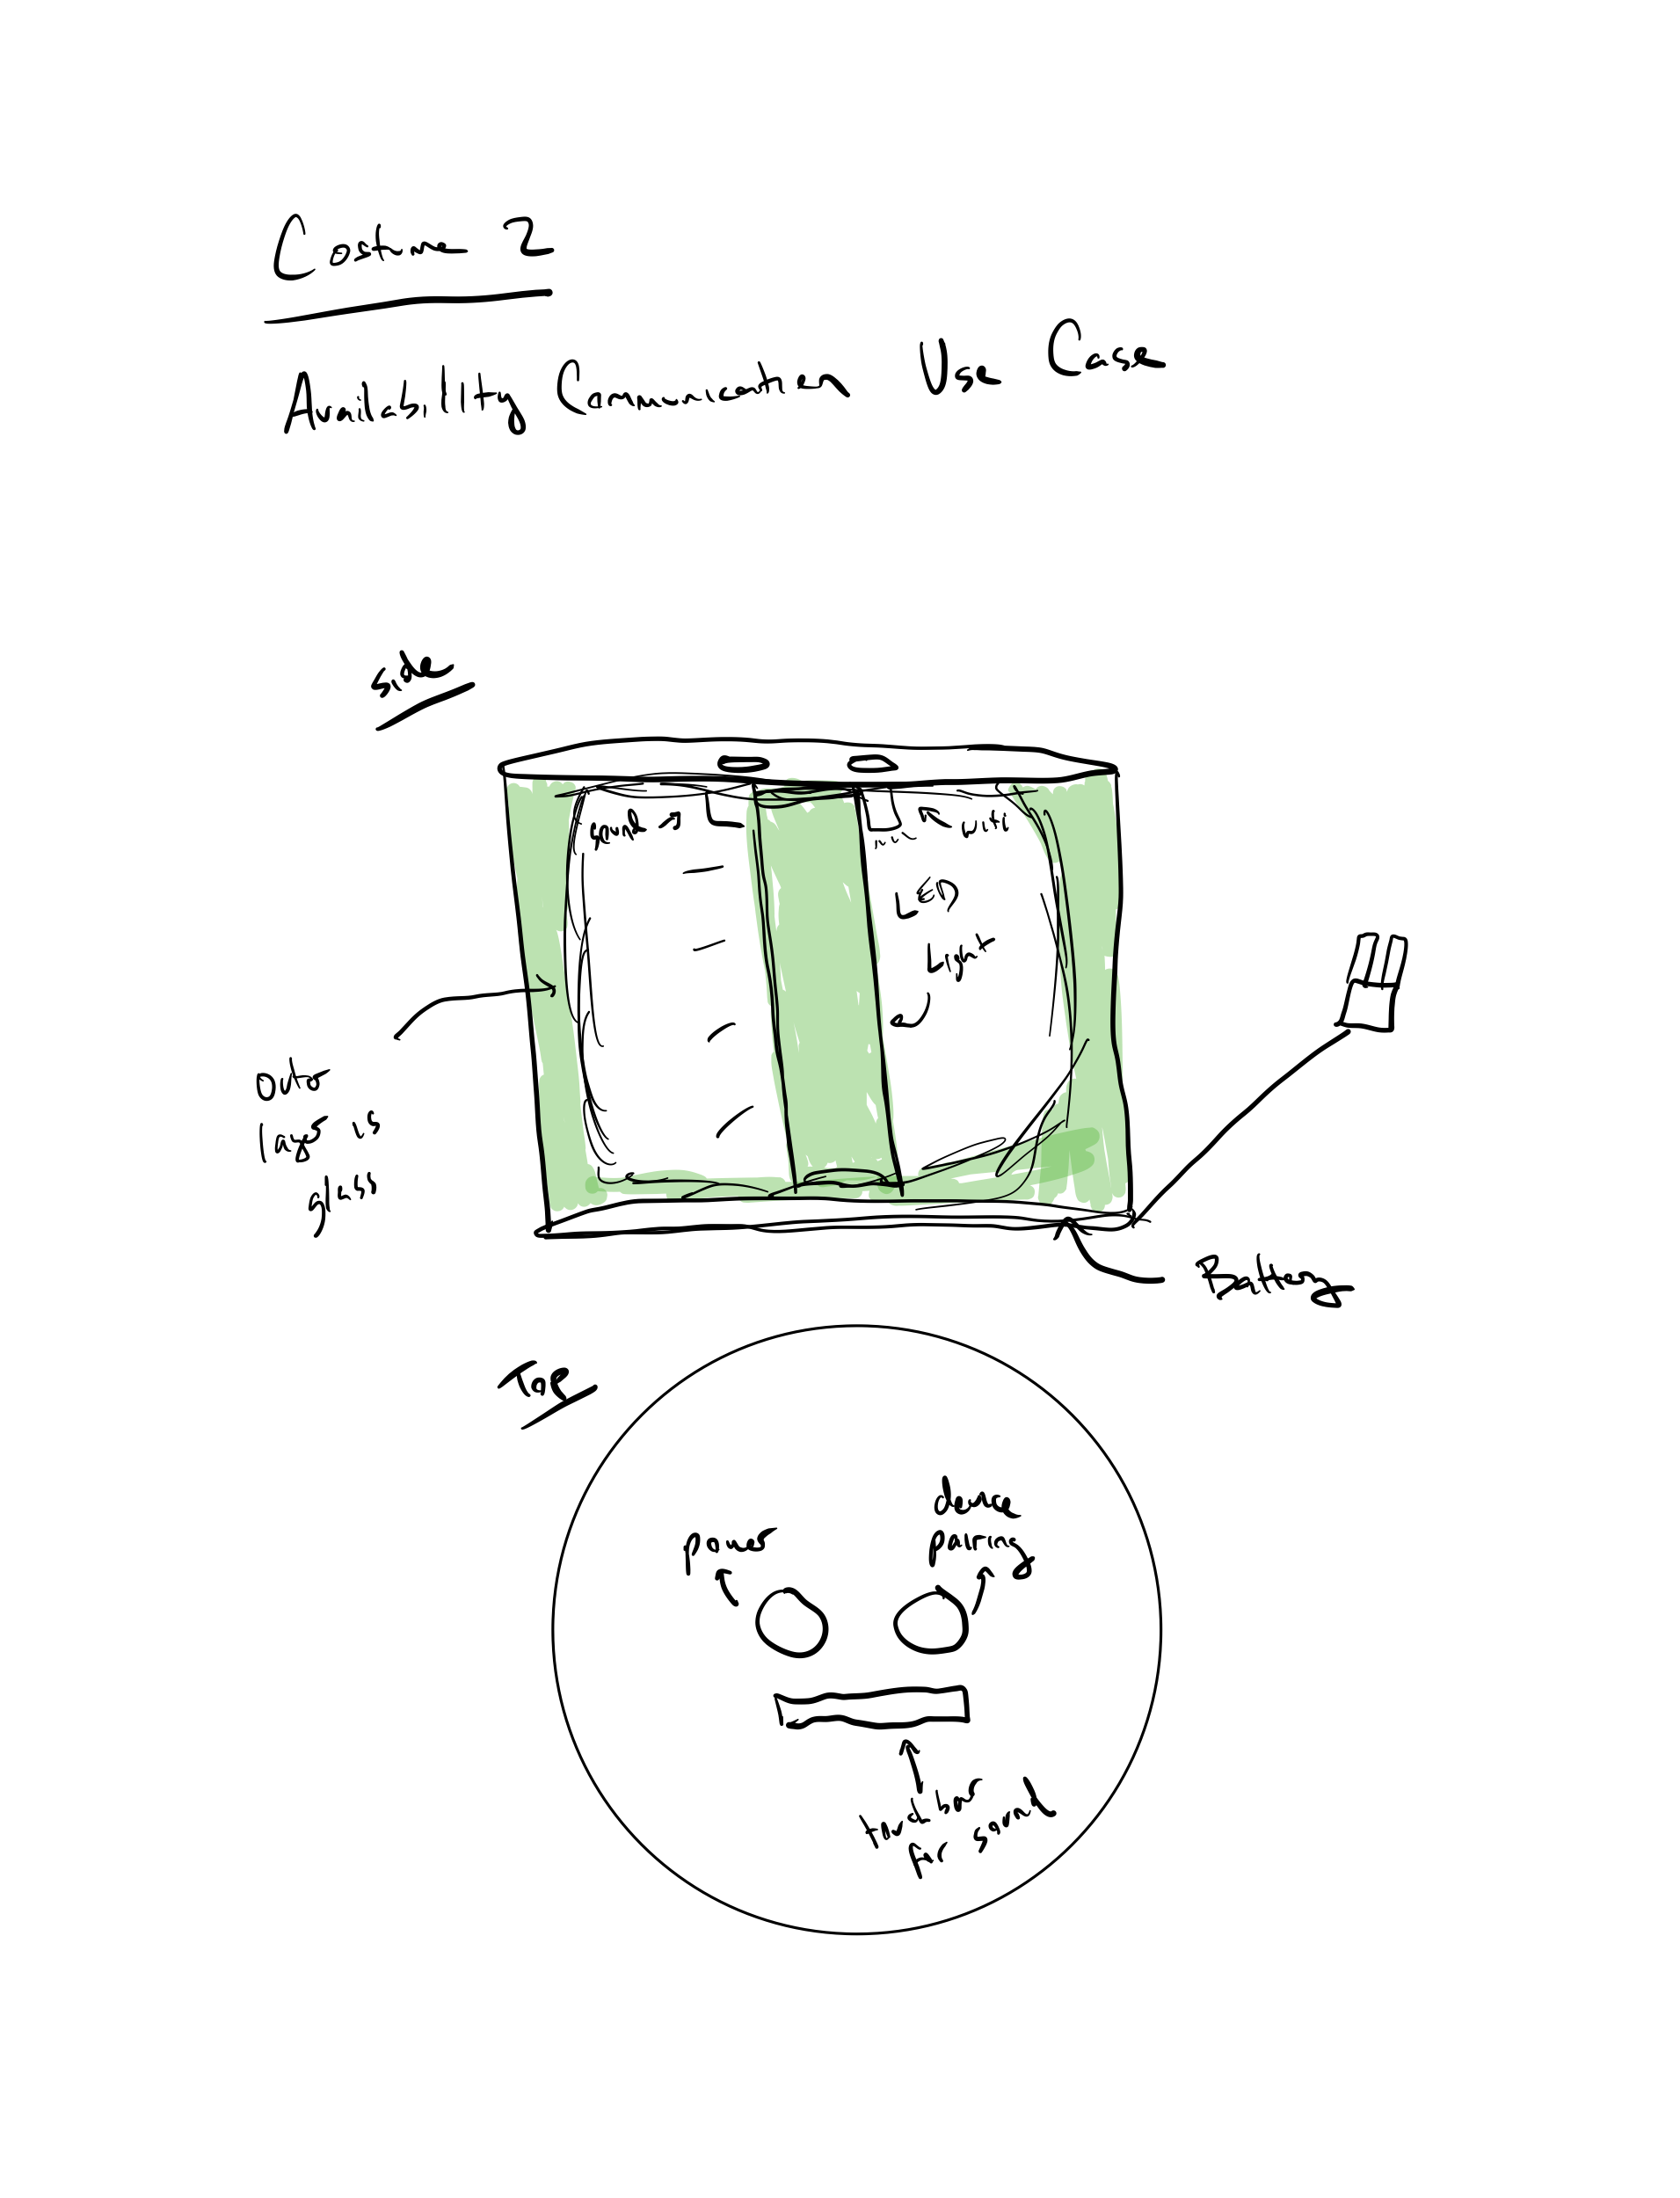 Costume 2
Availability Communication Use Case
side
sound
wifi
LED
Light
outer
layer is
glass
Battery
Top
device
pairing
power
touch bar
for sound